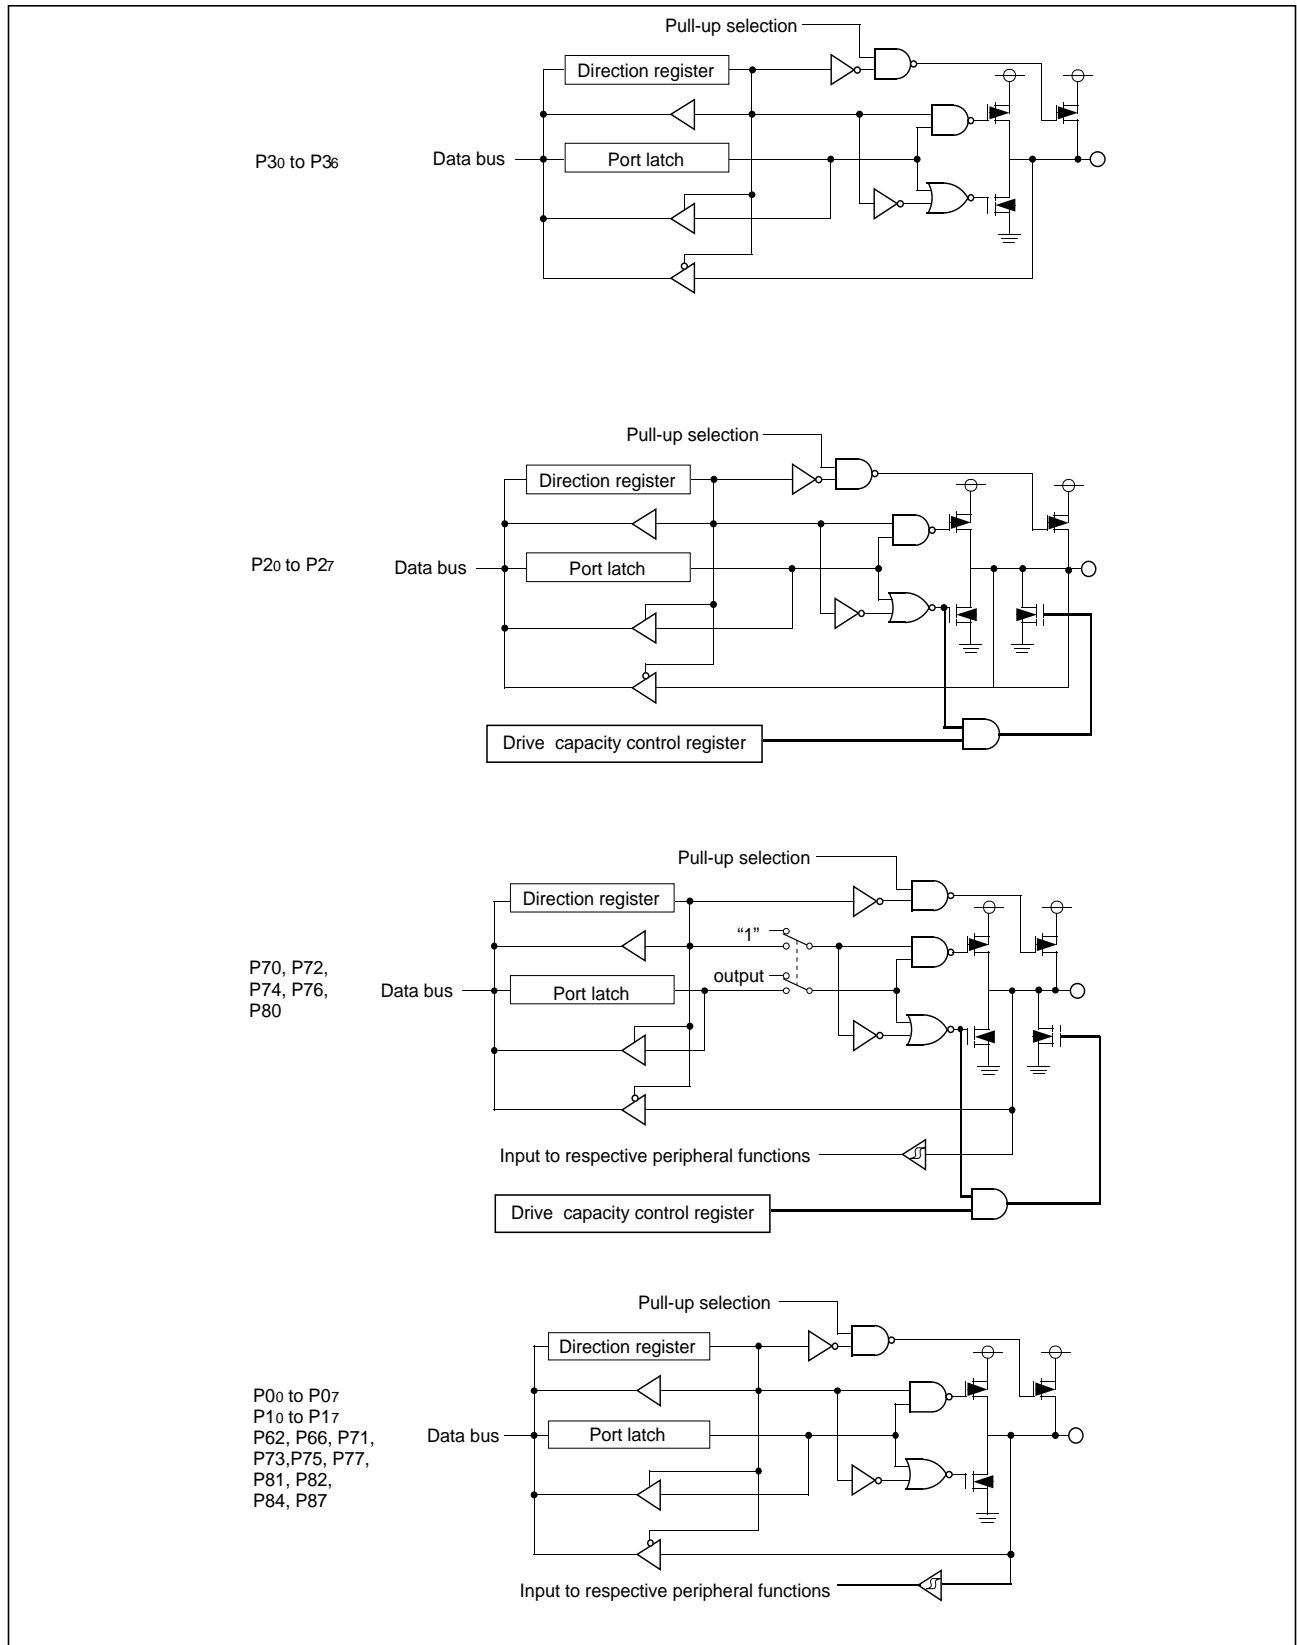 Pull-up selection
Direction register
P30 to P36
Data bus
Port latch
Pull-up selection
Direction register
P20 to P27
Data bus
Port latch
Drive capacity control register
Pull-up selection
Direction register
“1”
P70, P72,
P74, P76,
P80
Data bus
Port latch
output
Input to respective peripheral functions
Drive capacity control register
Pull-up selection
Direction register
P00 to P07
P10 to P17
P62, P66, P71,
P73,P75, P77,
P81, P82,
P84, P87
Data bus
Port latch
Input to respective peripheral functions